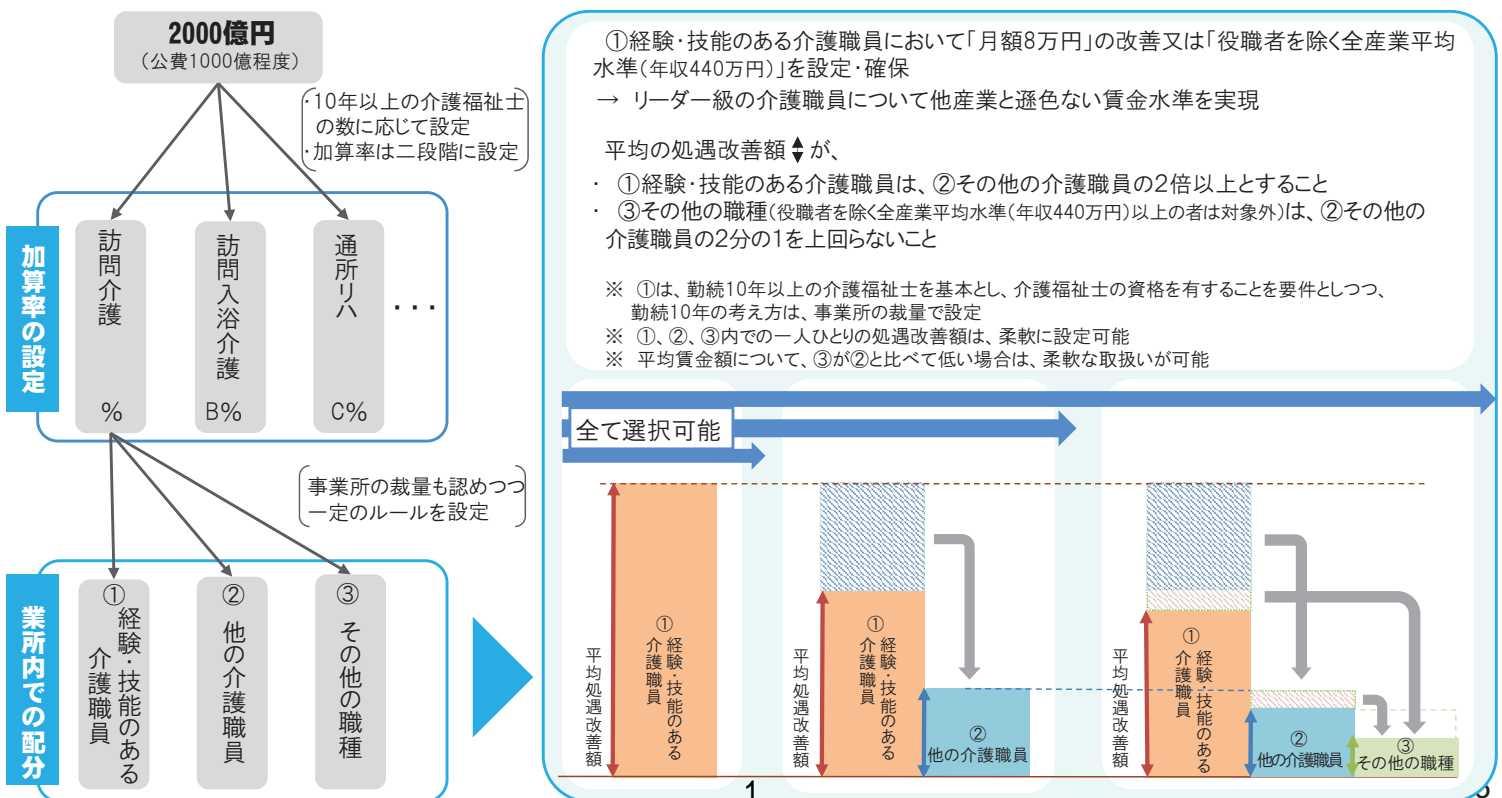 2000億円
(公費1000億程度)
・10年以上の介護福祉士
の数に応じて設定
・加算率は二段階に設定
加算率の設定
訪問介護
%
訪問入浴介護
B%
通所リハ
C%
・・・
事業所の裁量も認めつつ
一定のルールを設定
業所内での配分
①
経験・技能のある
介護職員
②
他の介護職員
③
その他の職種
①経験・技能のある介護職員において「月額8万円」の改善又は「役職者を除く全産業平均
水準(年収440万円)」を設定・確保
→ リーダー級の介護職員について他産業と遜色ない賃金水準を実現
平均の処遇改善額 が、
・ ①経験・技能のある介護職員は、②その他の介護職員の2倍以上とすること
・ ③その他の職種(役職者を除く全産業平均水準(年収440万円)以上の者は対象外)は、②その他の
介護職員の2分の1を上回らないこと
※ ①は、勤続10年以上の介護福祉士を基本とし、介護福祉士の資格を有することを要件としつつ、
勤続10年の考え方は、事業所の裁量で設定
※ ①、②、③内での一人ひとりの処遇改善額は、柔軟に設定可能
※ 平均賃金額について、③が②と比べて低い場合は、柔軟な取扱いが可能
全て選択可能
平均処遇改善額
①
経験・技能のある
介護職員
平均処遇改善額
①
経験・技能のある
介護職員
②
他の介護職員
平均処遇改善額
①
経験・技能のある
介護職員
②
他の介護職員
③
その他の職種
1